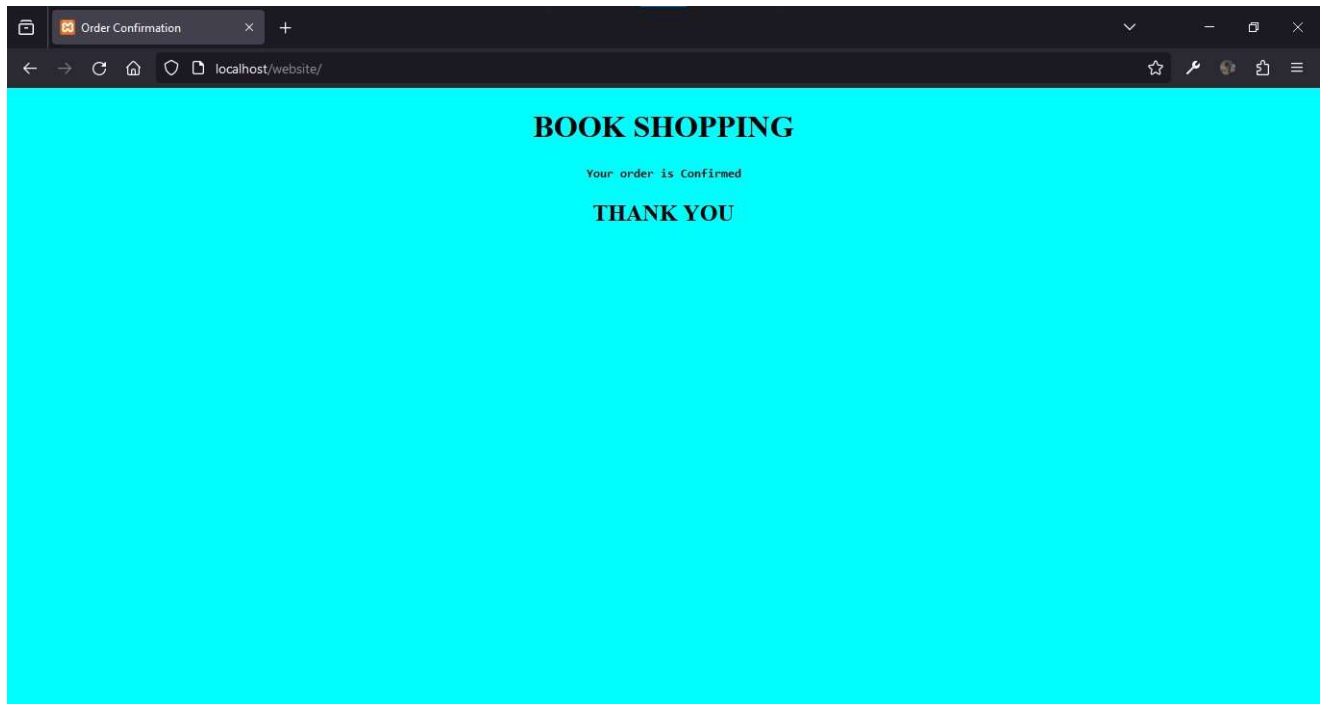 Order Confirmation
localhost/website/
BOOK SHOPPING
Your order is Confirmed
THANK YOU